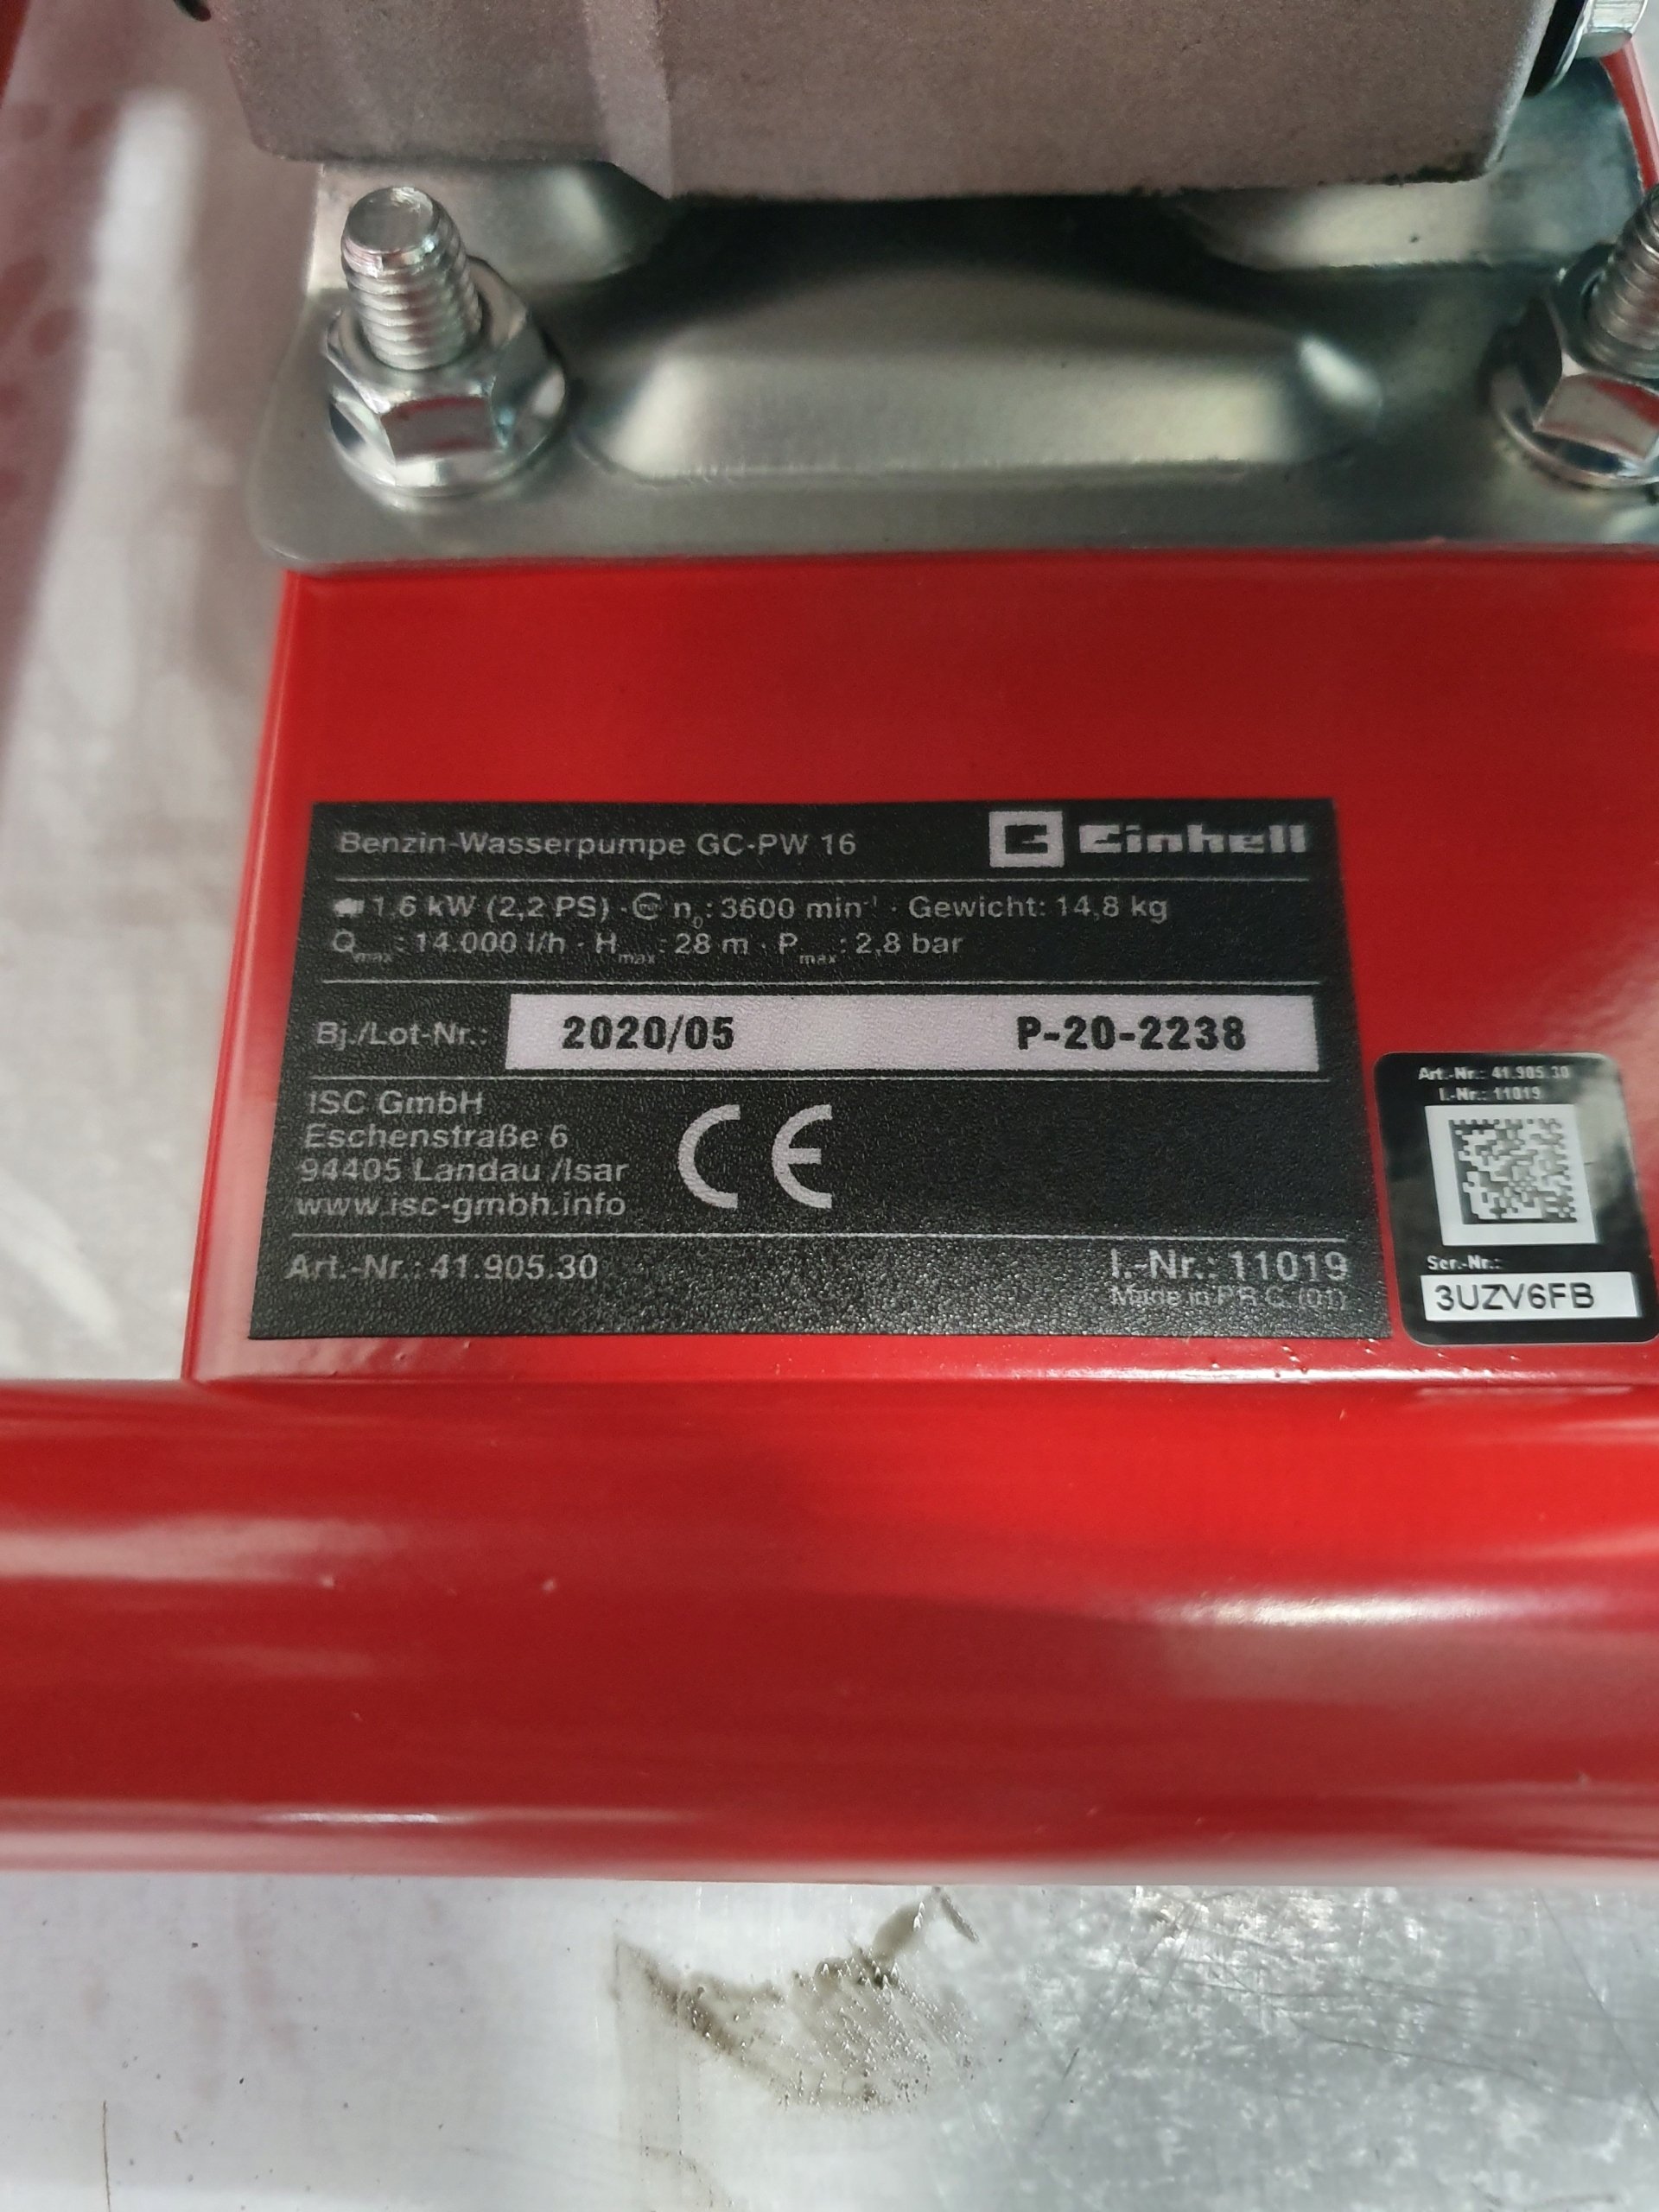 Benzin-Wasserpumpe GC-PW 16
Einhell
1,6 kW (2,2 PS) · n₀: 3600 min⁻¹ · Gewicht: 14,8 kg
Qmax: 14.000 l/h · Hmax: 28 m · Pmax: 2,8 bar
Bj./Lot-Nr.: 2020/05 P-20-2238
ISC GmbH
Eschenstraße 6
94405 Landau /Isar
www.isc-gmbh.info
CE
Art.-Nr.: 41.905.30
I.-Nr.: 11019
Made in P.R.C. (01)
Art.-Nr.: 41.905.30
I.-Nr.: 11019
Ser.-Nr.:
3UZV6FB